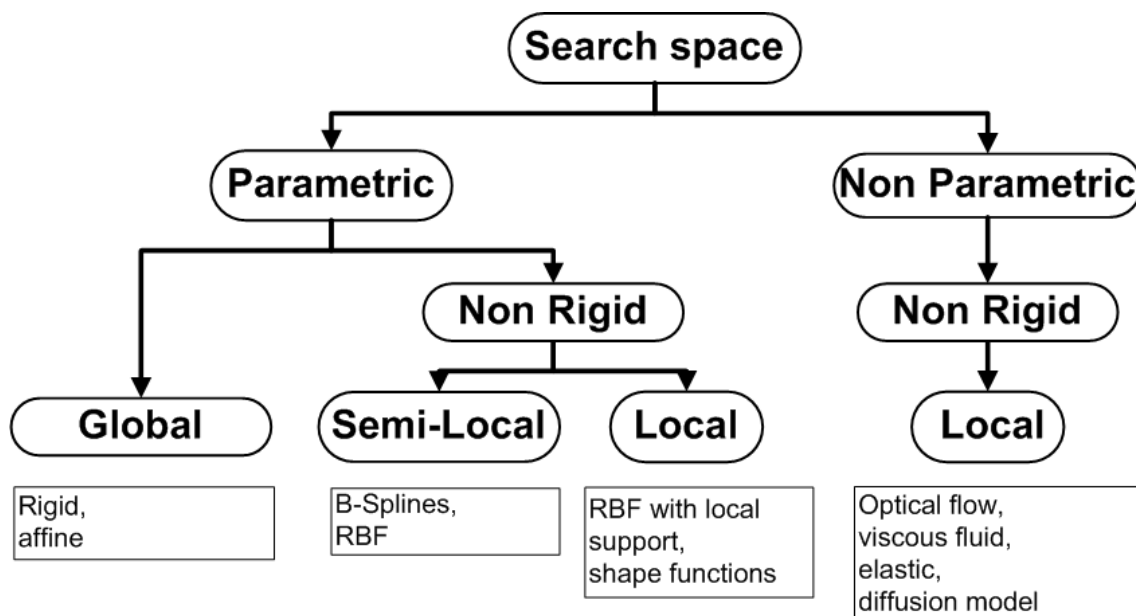 Search space
Parametric
Non Parametric
Non Rigid
Non Rigid
Global
Semi-Local
Local
Local
Rigid,
affine
B-Splines,
RBF
RBF with local
support,
shape functions
Optical flow,
viscous fluid,
elastic,
diffusion model